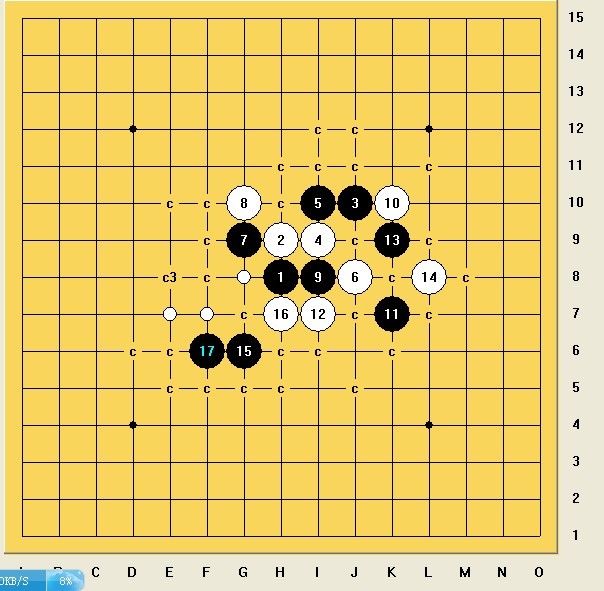 15
14
13
c c 12
c c c c 11
c c 8 c 5 3 10 10
c 7 2 4 c 13 c 9
c3 c 1 9 6 c 14 c 8
c 16 12 c 11 c 7
c c 17 15 c c c 6
c c c c c 5
4
3
2
1
C D E F G H I J K L M N O
KB/S 8%